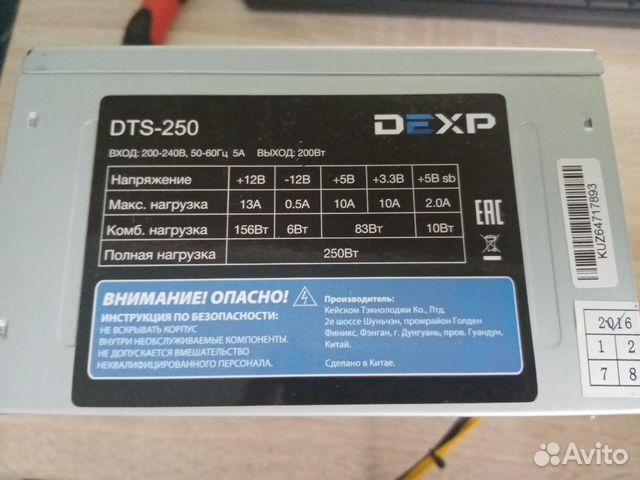 DTS-250
DEXP
ВХОД: 200-240В, 50-60Гц 5А ВЫХОД: 200Вт
Напряжение +12В -12В +5В +3.3В +5В sb
Макс. нагрузка 13А 0.5А 10А 10А 2.0А
Комб. нагрузка 156Вт 6Вт 83Вт 10Вт
Полная нагрузка 250Вт
EAC
KUZ64717893
ВНИМАНИЕ! ОПАСНО!
ИНСТРУКЦИЯ ПО БЕЗОПАСНОСТИ:
НЕ ВСКРЫВАТЬ КОРПУС
ВНУТРИ НЕОБСЛУЖИВАЕМЫЕ КОМПОНЕНТЫ.
НЕ ДОПУСКАЕТСЯ ВМЕШАТЕЛЬСТВО
НЕКВАЛИФИЦИРОВАННОГО ПЕРСОНАЛА.
Производитель:
Кейском Тэкнолоджи Ко., Лтд.
2е шоссе Шуньчэн, промрайон Голден
Финикс, Фэнган, г. Дунгуань, пров. Гуандун,
Китай.
Сделано в Китае.
2016
1 2
7 8
Avito